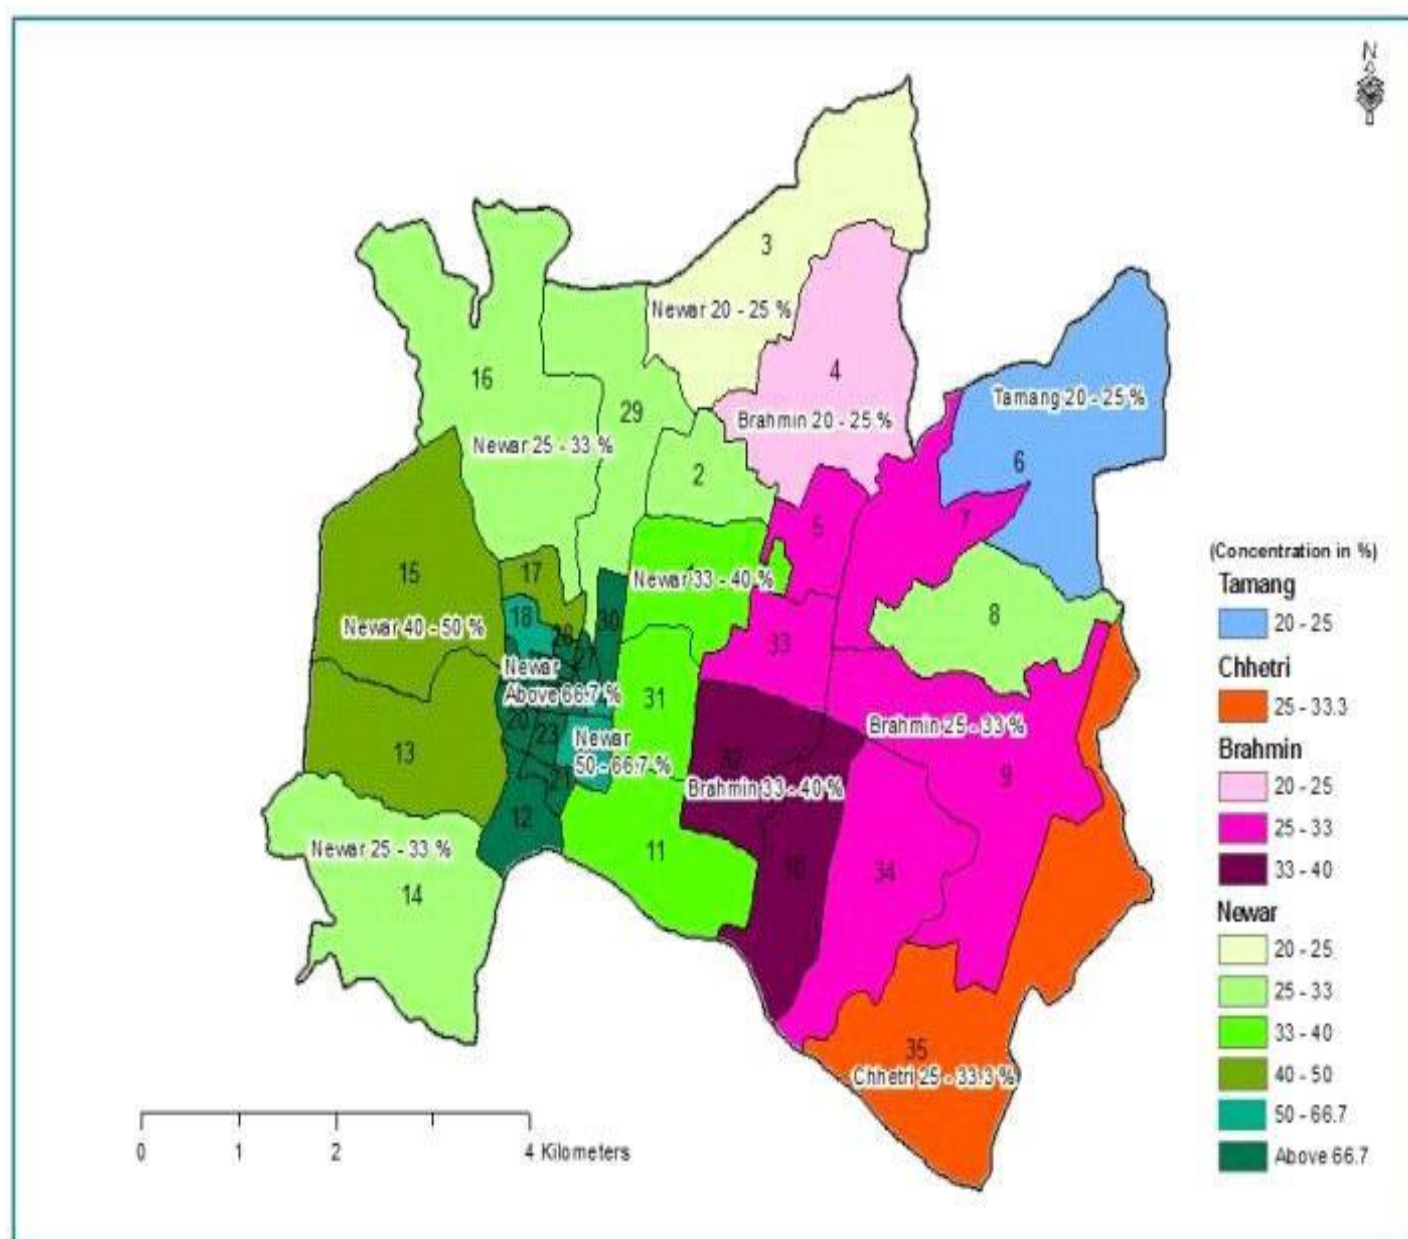 N
3
Newar 20 - 25 %
16
4
29
Tamang 20 - 25 %
Brahmin 20 - 25 %
Newar 25 - 33 %
6
2
5
7
(Concentration in %)
Tamang
20 - 25
Chhetri
25 - 33.3
Brahmin
20 - 25
25 - 33
33 - 40
Newar
20 - 25
25 - 33
33 - 40
40 - 50
50 - 66.7
Above 66.7
15
17
Newar 33 - 40 %
18
30
8
Newar 40 - 50 %
28
33
27
Newar
Above 66.7 %
31
20
23
Brahmin 25 - 33 %
Newar
50 - 66.7 %
13
32
9
Brahmin 33 - 40 %
12
Newar 25 - 33 %
11
10
34
14
35
Chhetri 25 - 33.3 %
0
1
2
4 Kilometers